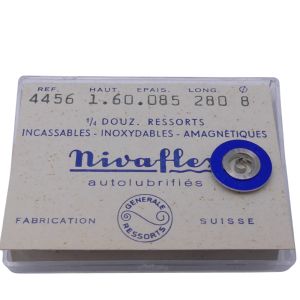 REF. HAUT. EPAIS. LONG. Ø
4456 1.60.085 280 8
¼ DOUZ. RESSORTS
INCASSABLES - INOXYDABLES - AMAGNÉTIQUES
nivaflex
autolubrifiés
GENERALE
RESSORTS
FABRICATION SUISSE